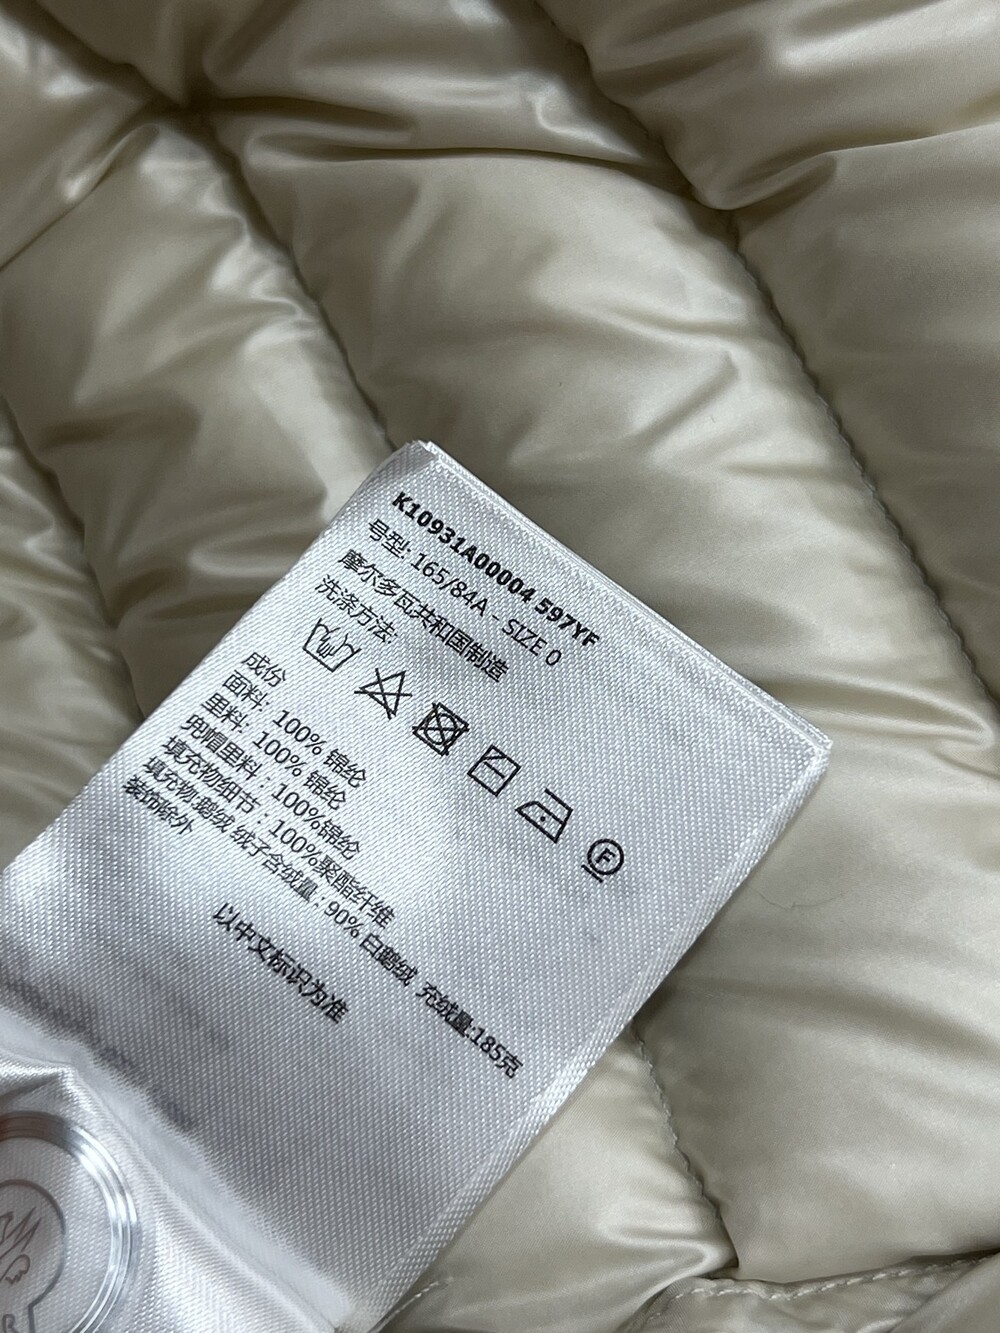 K10931A00004 597YF
号型: 165/84A - SIZE 0
摩尔多瓦共和国制造
洗涤方法:
F
成份
面料: 100% 锦纶
里料: 100% 锦纶
兜帽里料 : 100%锦纶
填充物细节 : 100%聚酯纤维
填充物:鹅绒 绒子含绒量 : 90% 白鹅绒 充绒量:185克
装饰除外
以中文标识为准
R